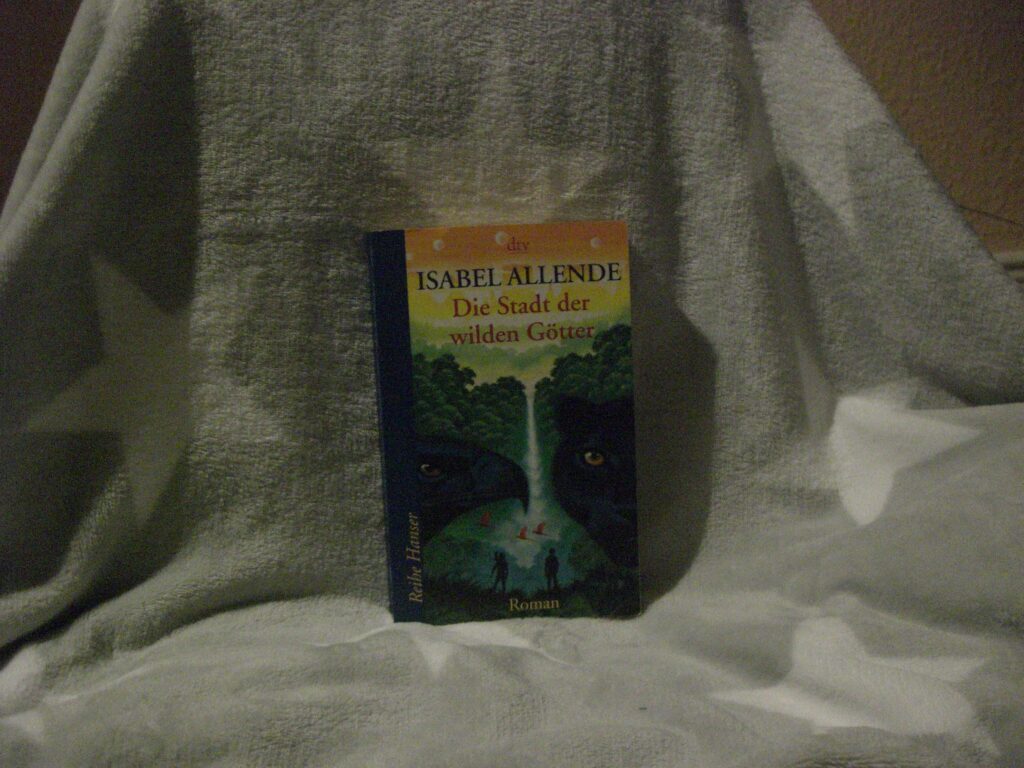 dtv
ISABEL ALLENDE
Die Stadt der
wilden Götter
Reihe Hanser
Roman